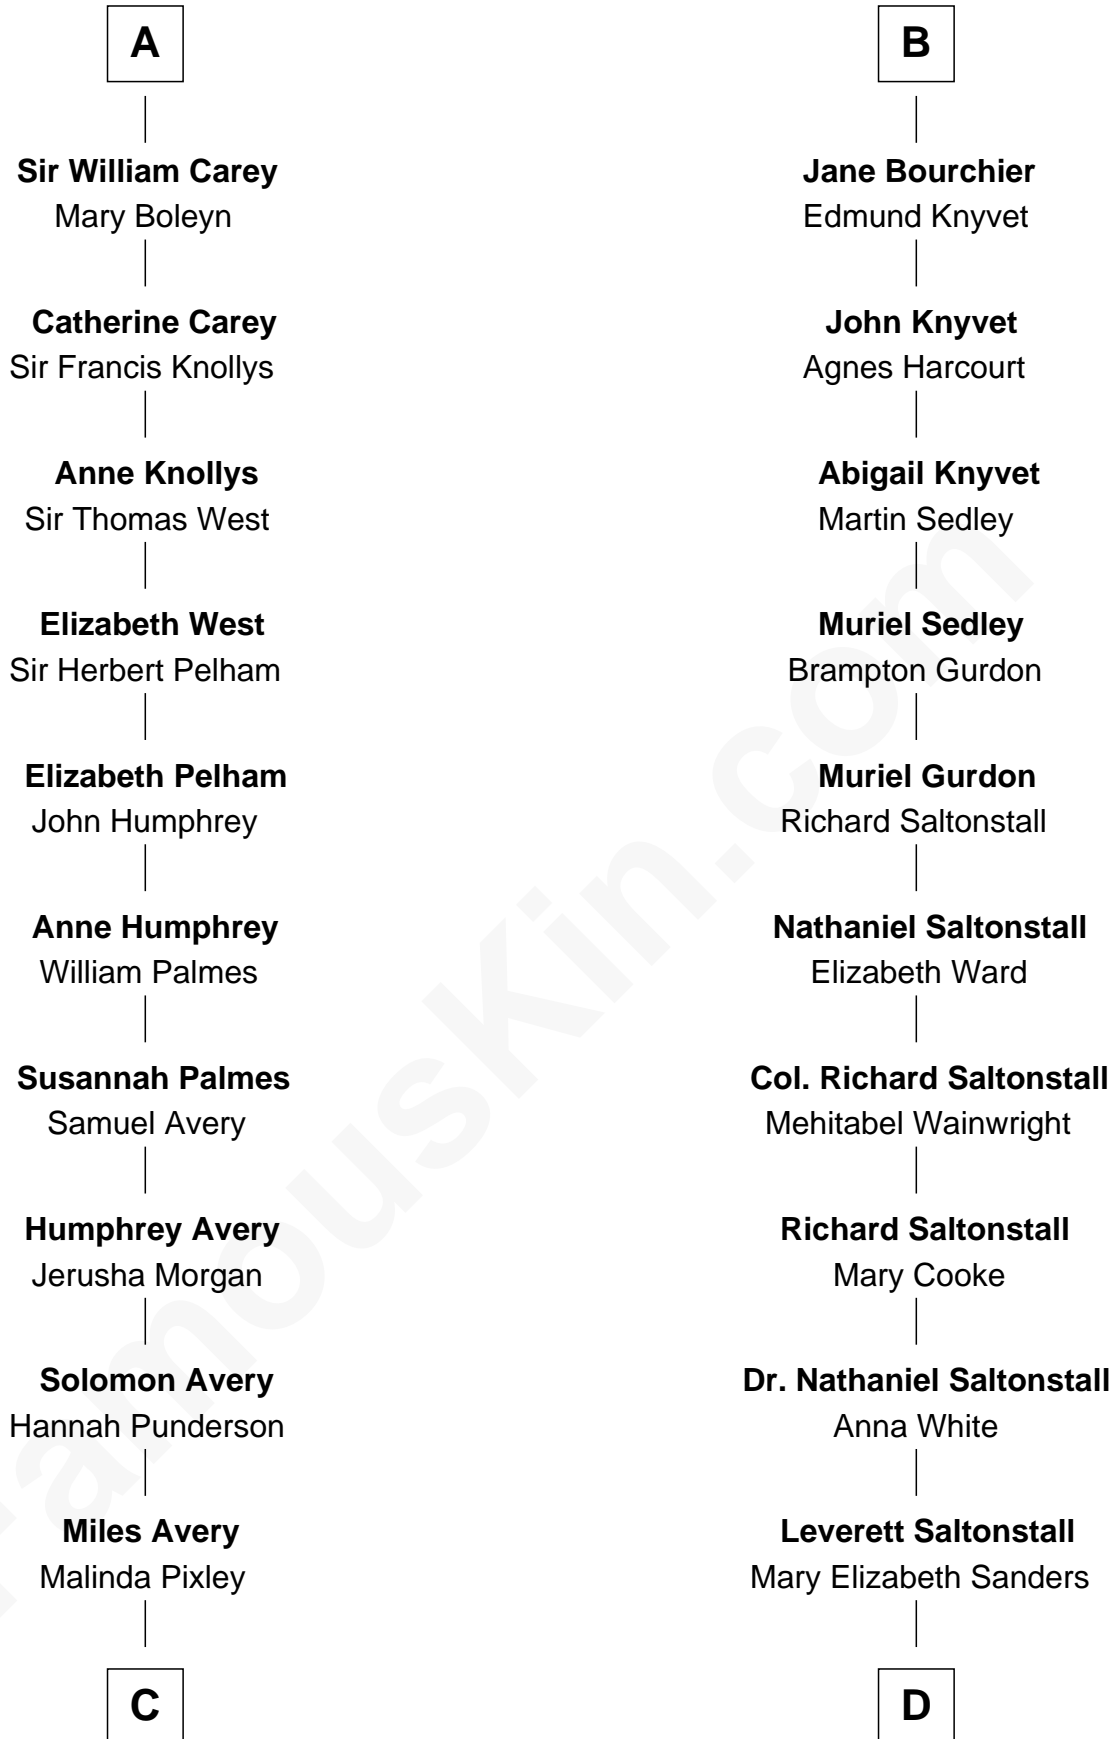 A
Sir William Carey
Mary Boleyn
Catherine Carey
Sir Francis Knollys
Anne Knollys
Sir Thomas West
Elizabeth West
Sir Herbert Pelham
Elizabeth Pelham
John Humphrey
Anne Humphrey
William Palmes
Susannah Palmes
Samuel Avery
Humphrey Avery
Jerusha Morgan
Solomon Avery
Hannah Punderson
Miles Avery
Malinda Pixley
C
B
Jane Bourchier
Edmund Knyvet
John Knyvet
Agnes Harcourt
Abigail Knyvet
Martin Sedley
Muriel Sedley
Brampton Gurdon
Muriel Gurdon
Richard Saltonstall
Nathaniel Saltonstall
Elizabeth Ward
Col. Richard Saltonstall
Mehitabel Wainwright
Richard Saltonstall
Mary Cooke
Dr. Nathaniel Saltonstall
Anna White
Leverett Saltonstall
Mary Elizabeth Sanders
D
FamousKin.com